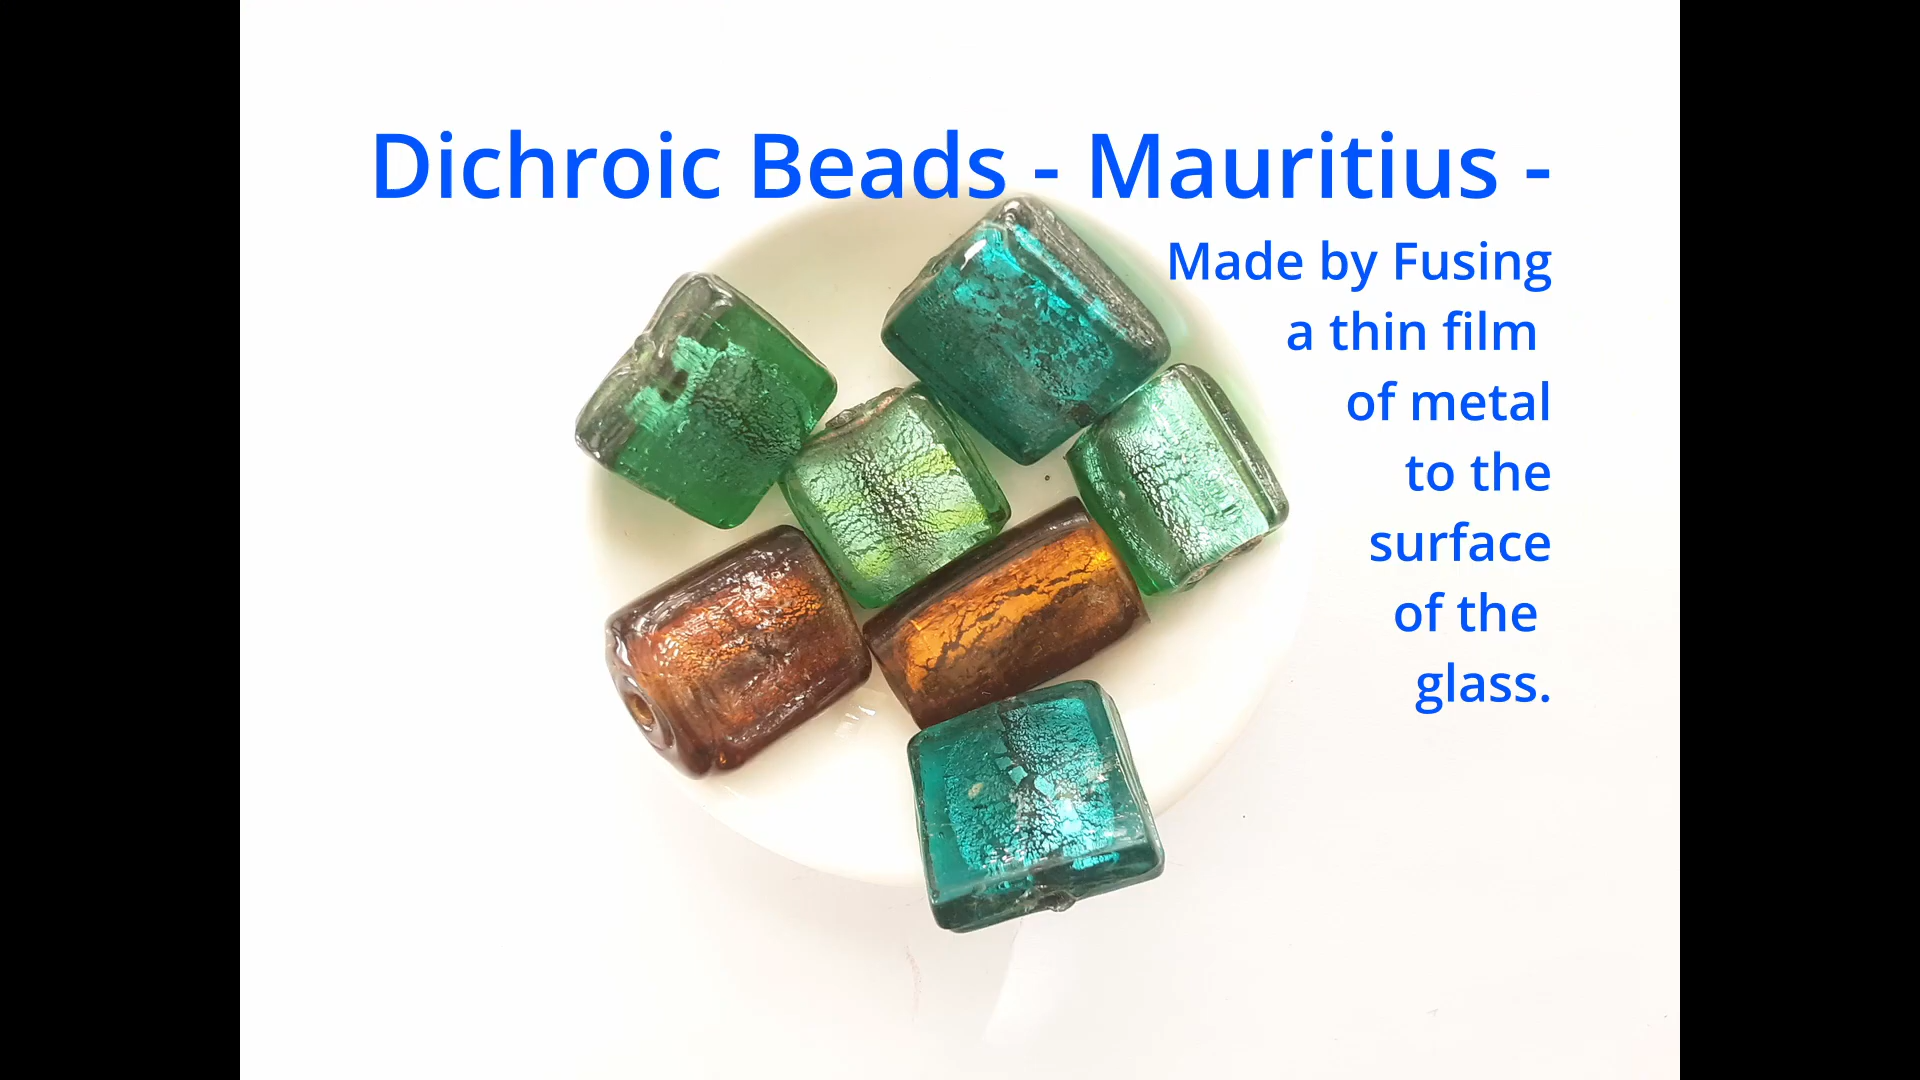 Dichroic Beads - Mauritius -
Made by Fusing
a thin film
of metal
to the
surface
of the
glass.